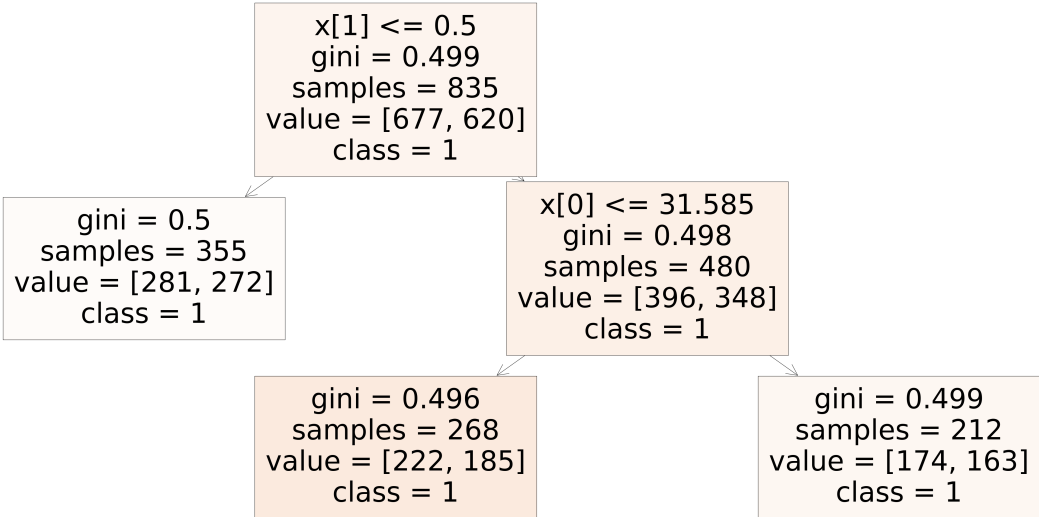 x[1] <= 0.5
gini = 0.499
samples = 835
value = [677, 620]
class = 1
gini = 0.5
samples = 355
value = [281, 272]
class = 1
x[0] <= 31.585
gini = 0.498
samples = 480
value = [396, 348]
class = 1
gini = 0.496
samples = 268
value = [222, 185]
class = 1
gini = 0.499
samples = 212
value = [174, 163]
class = 1